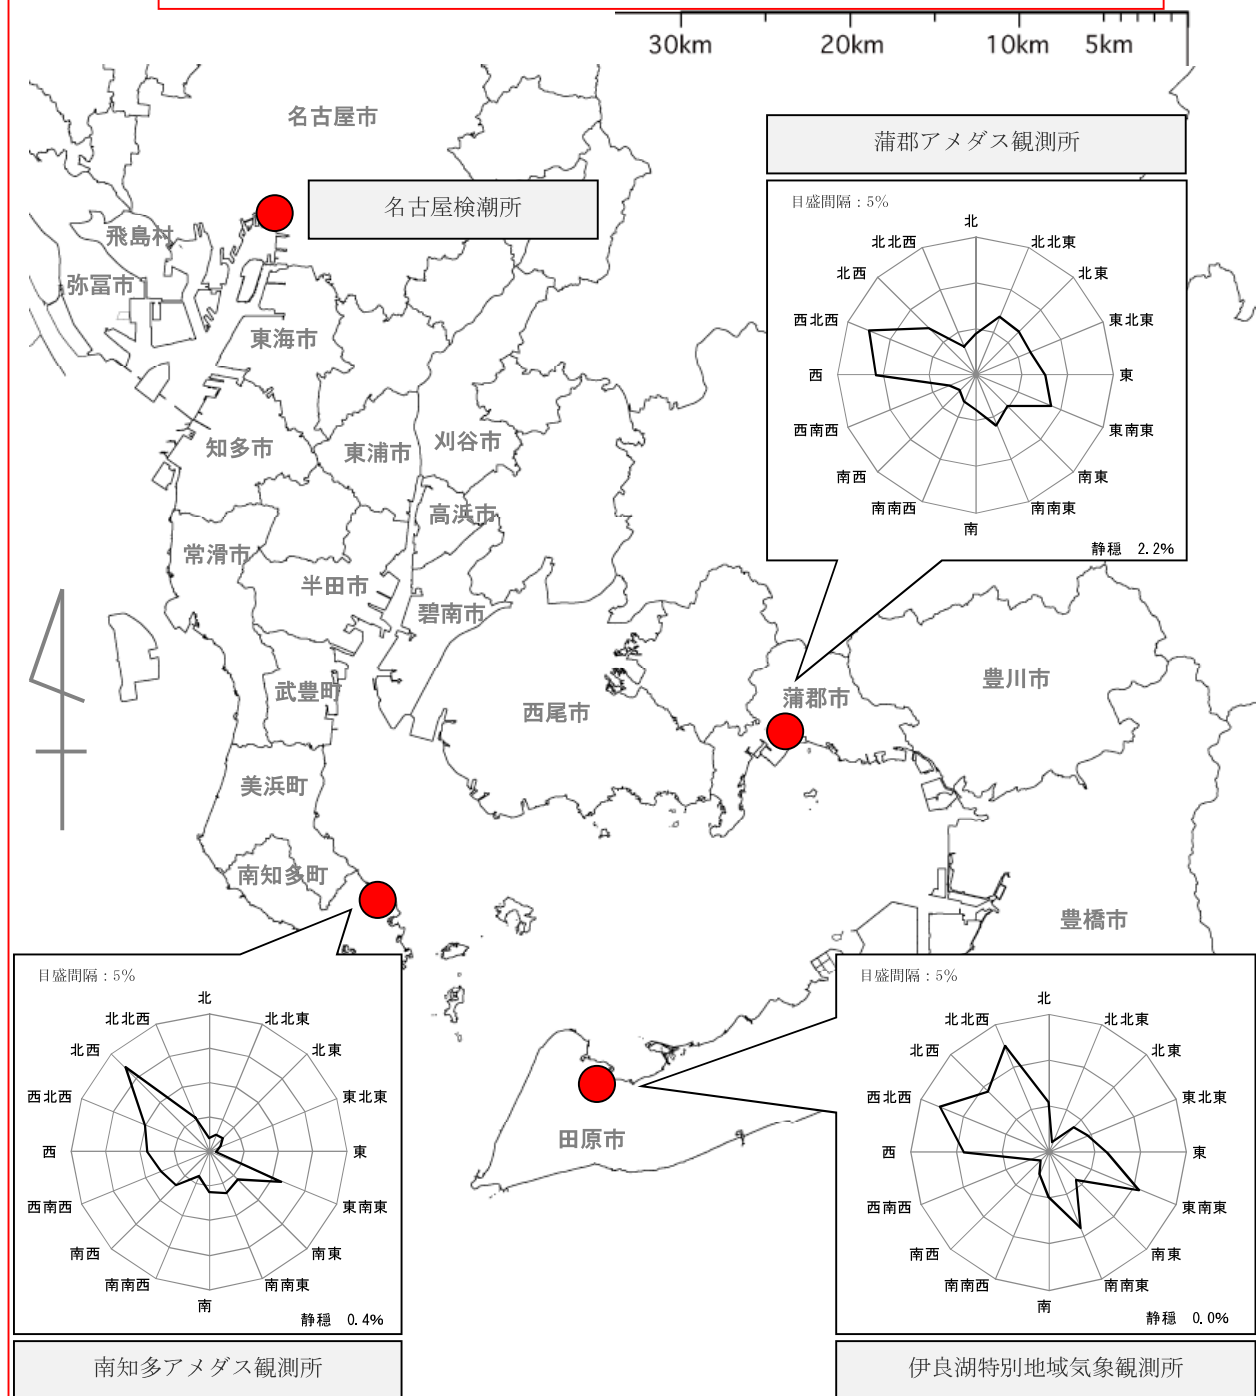 30km 20km 10km 5km
名古屋市
蒲郡アメダス観測所
名古屋検潮所
目盛間隔：5%
北
北北西 北北東
北西 北東
西北西 東北東
西 東
西南西 東南東
南西 南東
南南西 南南東
南
静穏 2.2%
飛島村
弥冨市
東海市
知多市
東浦市
刈谷市
高浜市
常滑市
半田市
碧南市
武豊町
西尾市
蒲郡市
豊川市
美浜町
南知多町
豊橋市
田原市
目盛間隔：5%
北
北北西 北北東
北西 北東
西北西 東北東
西 東
西南西 東南東
南西 南東
南南西 南南東
南
静穏 0.4%
南知多アメダス観測所
目盛間隔：5%
北
北北西 北北東
北西 北東
西北西 東北東
西 東
西南西 東南東
南西 南東
南南西 南南東
南
静穏 0.0%
伊良湖特別地域気象観測所